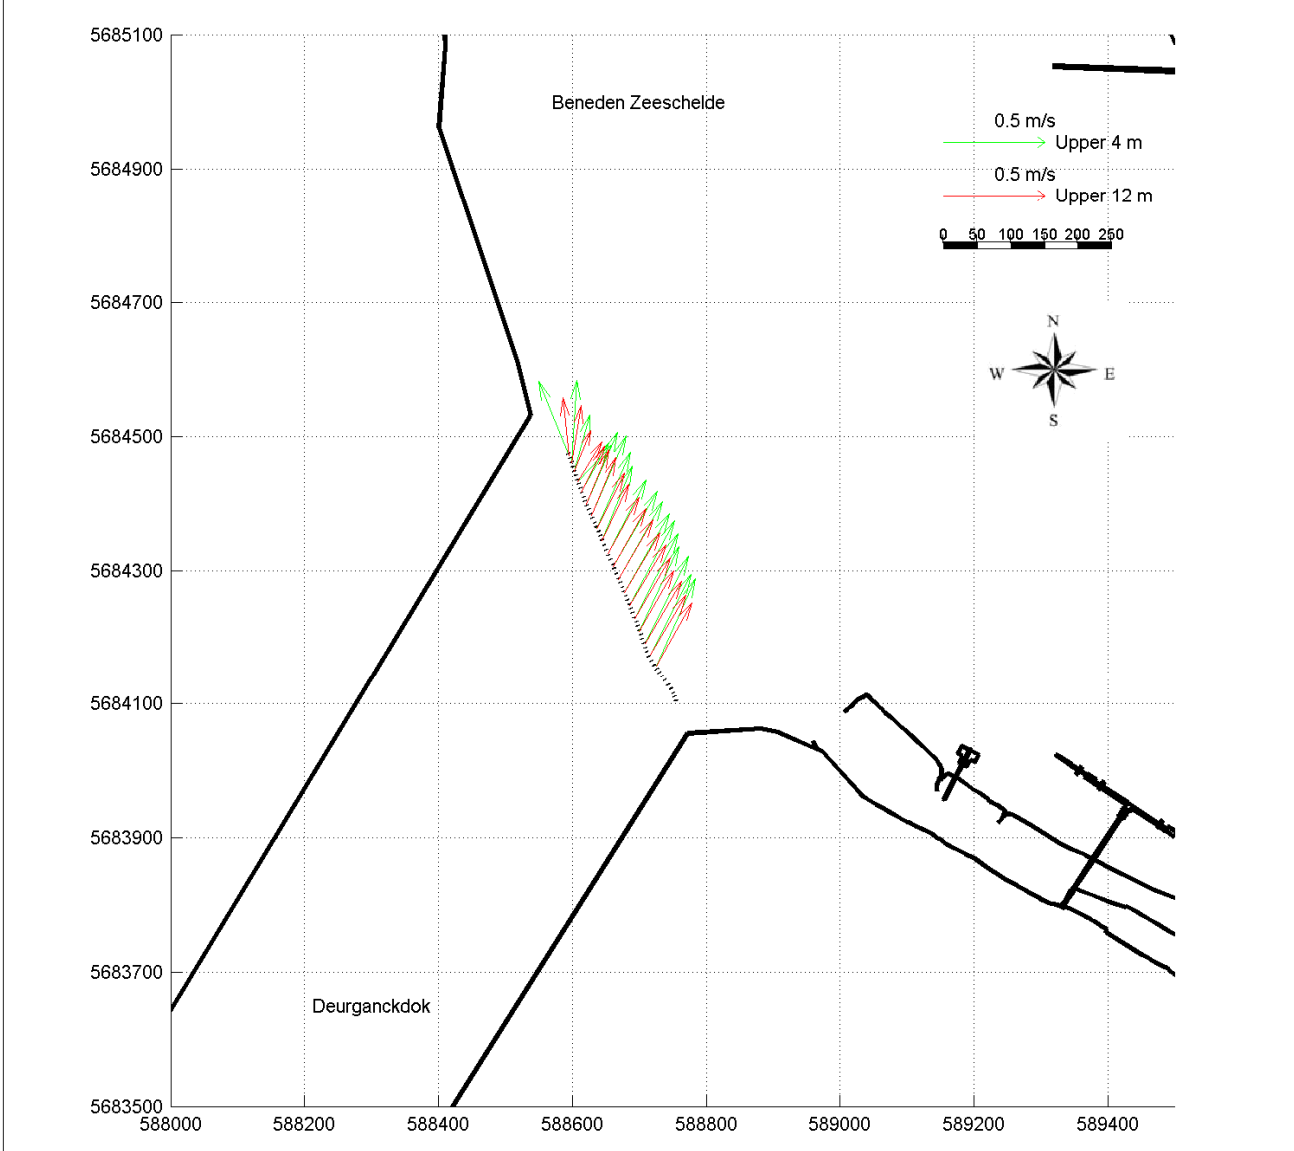 5685100
Beneden Zeeschelde
0.5 m/s
Upper 4 m
5684900
0.5 m/s
Upper 12 m
0 50 100 150 200 250
5684700
N
W E
S
5684500
5684300
5684100
5683900
5683700
Deurganckdok
5683500
588000 588200 588400 588600 588800 589000 589200 589400